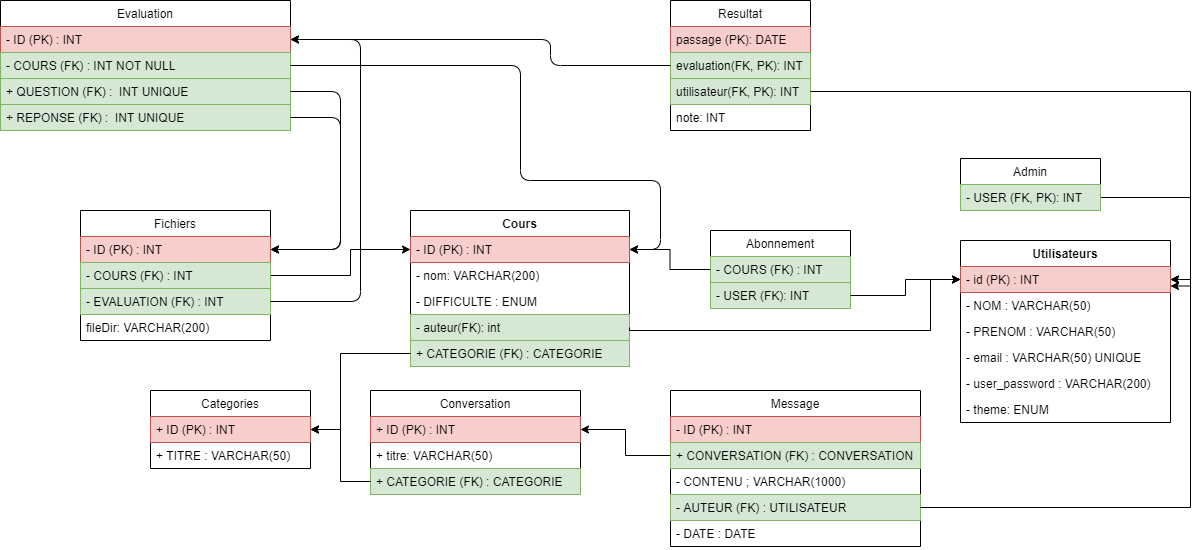 Evaluation
- ID (PK) : INT
- COURS (FK) : INT NOT NULL
+ QUESTION (FK) :  INT UNIQUE
+ REPONSE (FK) :  INT UNIQUE
Resultat
passage (PK): DATE
evaluation(FK, PK): INT
utilisateur(FK, PK): INT
note: INT
Admin
- USER (FK, PK): INT
Fichiers
- ID (PK) : INT
- COURS (FK) : INT
- EVALUATION (FK) : INT
fileDir: VARCHAR(200)
Cours
- ID (PK) : INT
- nom: VARCHAR(200)
- DIFFICULTE : ENUM
- auteur(FK): int
+ CATEGORIE (FK) : CATEGORIE
Abonnement
- COURS (FK) : INT
- USER (FK): INT
Utilisateurs
- id (PK) : INT
- NOM : VARCHAR(50)
- PRENOM : VARCHAR(50)
- email : VARCHAR(50) UNIQUE
- user_password : VARCHAR(200)
- theme: ENUM
Categories
+ ID (PK) : INT
+ TITRE : VARCHAR(50)
Conversation
+ ID (PK) : INT
+ titre: VARCHAR(50)
+ CATEGORIE (FK) : CATEGORIE
Message
- ID (PK) : INT
+ CONVERSATION (FK) : CONVERSATION
- CONTENU ; VARCHAR(1000)
- AUTEUR (FK) : UTILISATEUR
- DATE : DATE